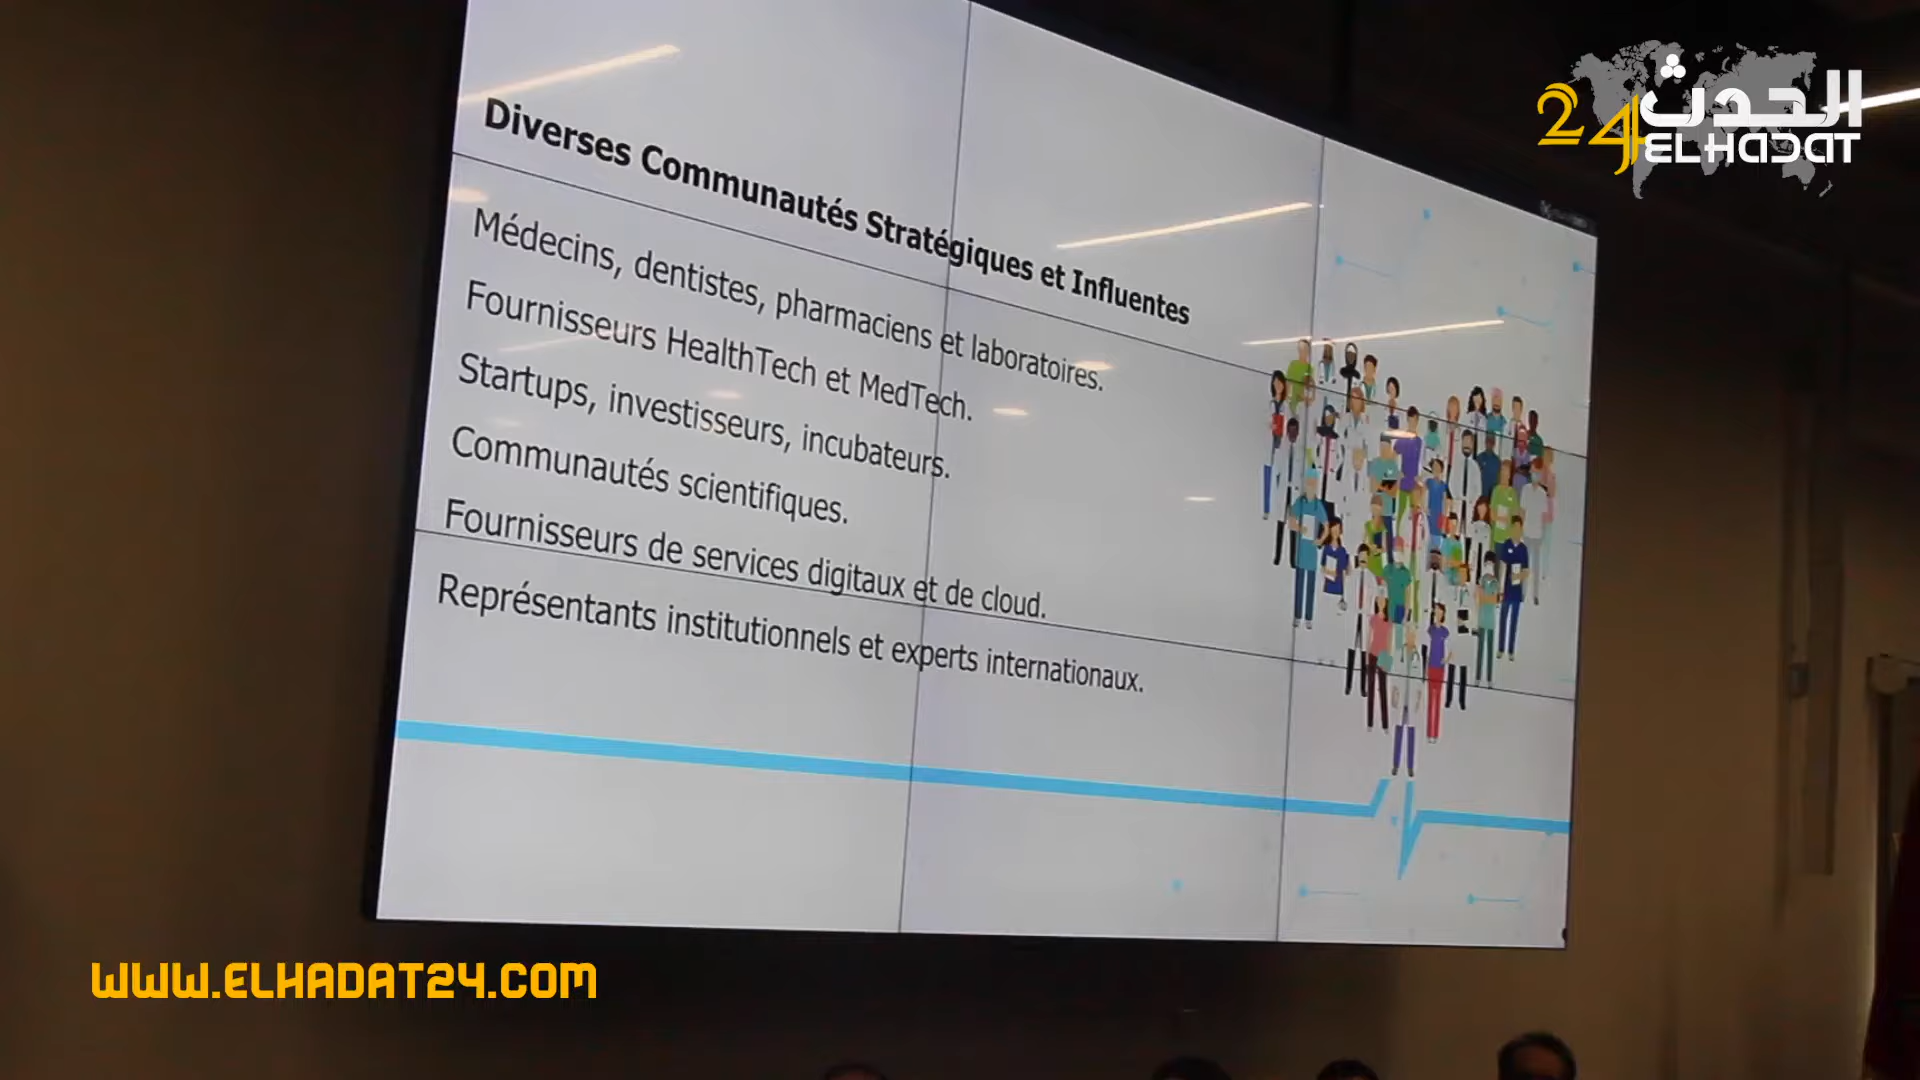 الحدث
24
ELHADAT
Diverses Communautés Stratégiques et Influentes
Médecins, dentistes, pharmaciens et laboratoires.
Fournisseurs HealthTech et MedTech.
Startups, investisseurs, incubateurs.
Communautés scientifiques.
Fournisseurs de services digitaux et de cloud.
Représentants institutionnels et experts internationaux.
WWW.ELHADAT24.COM